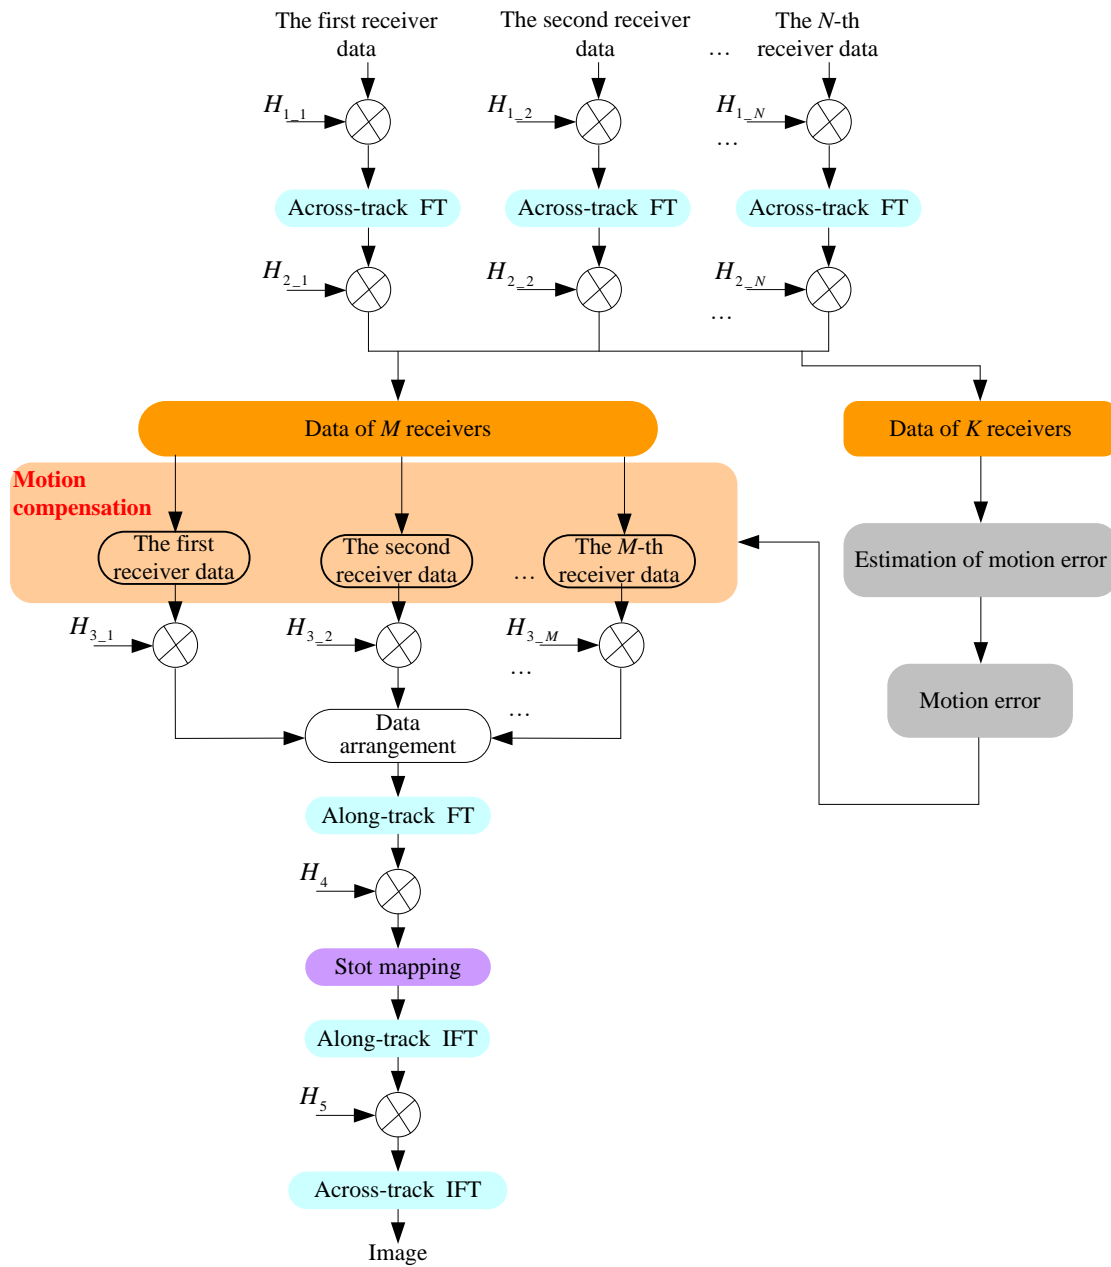 The first receiver
data
The second receiver
data
…
The N-th
receiver data
H1_1
H1_2
H1_N
…
Across-track FT
Across-track FT
Across-track FT
H2_1
H2_2
H2_N
…
Data of M receivers
Data of K receivers
Motion
compensation
The first
receiver data
The second
receiver data
…
The M-th
receiver data
Estimation of motion error
H3_1
H3_2
H3_M
…
…
Motion error
Data
arrangement
Along-track FT
H4
Stot mapping
Along-track IFT
H5
Across-track IFT
Image